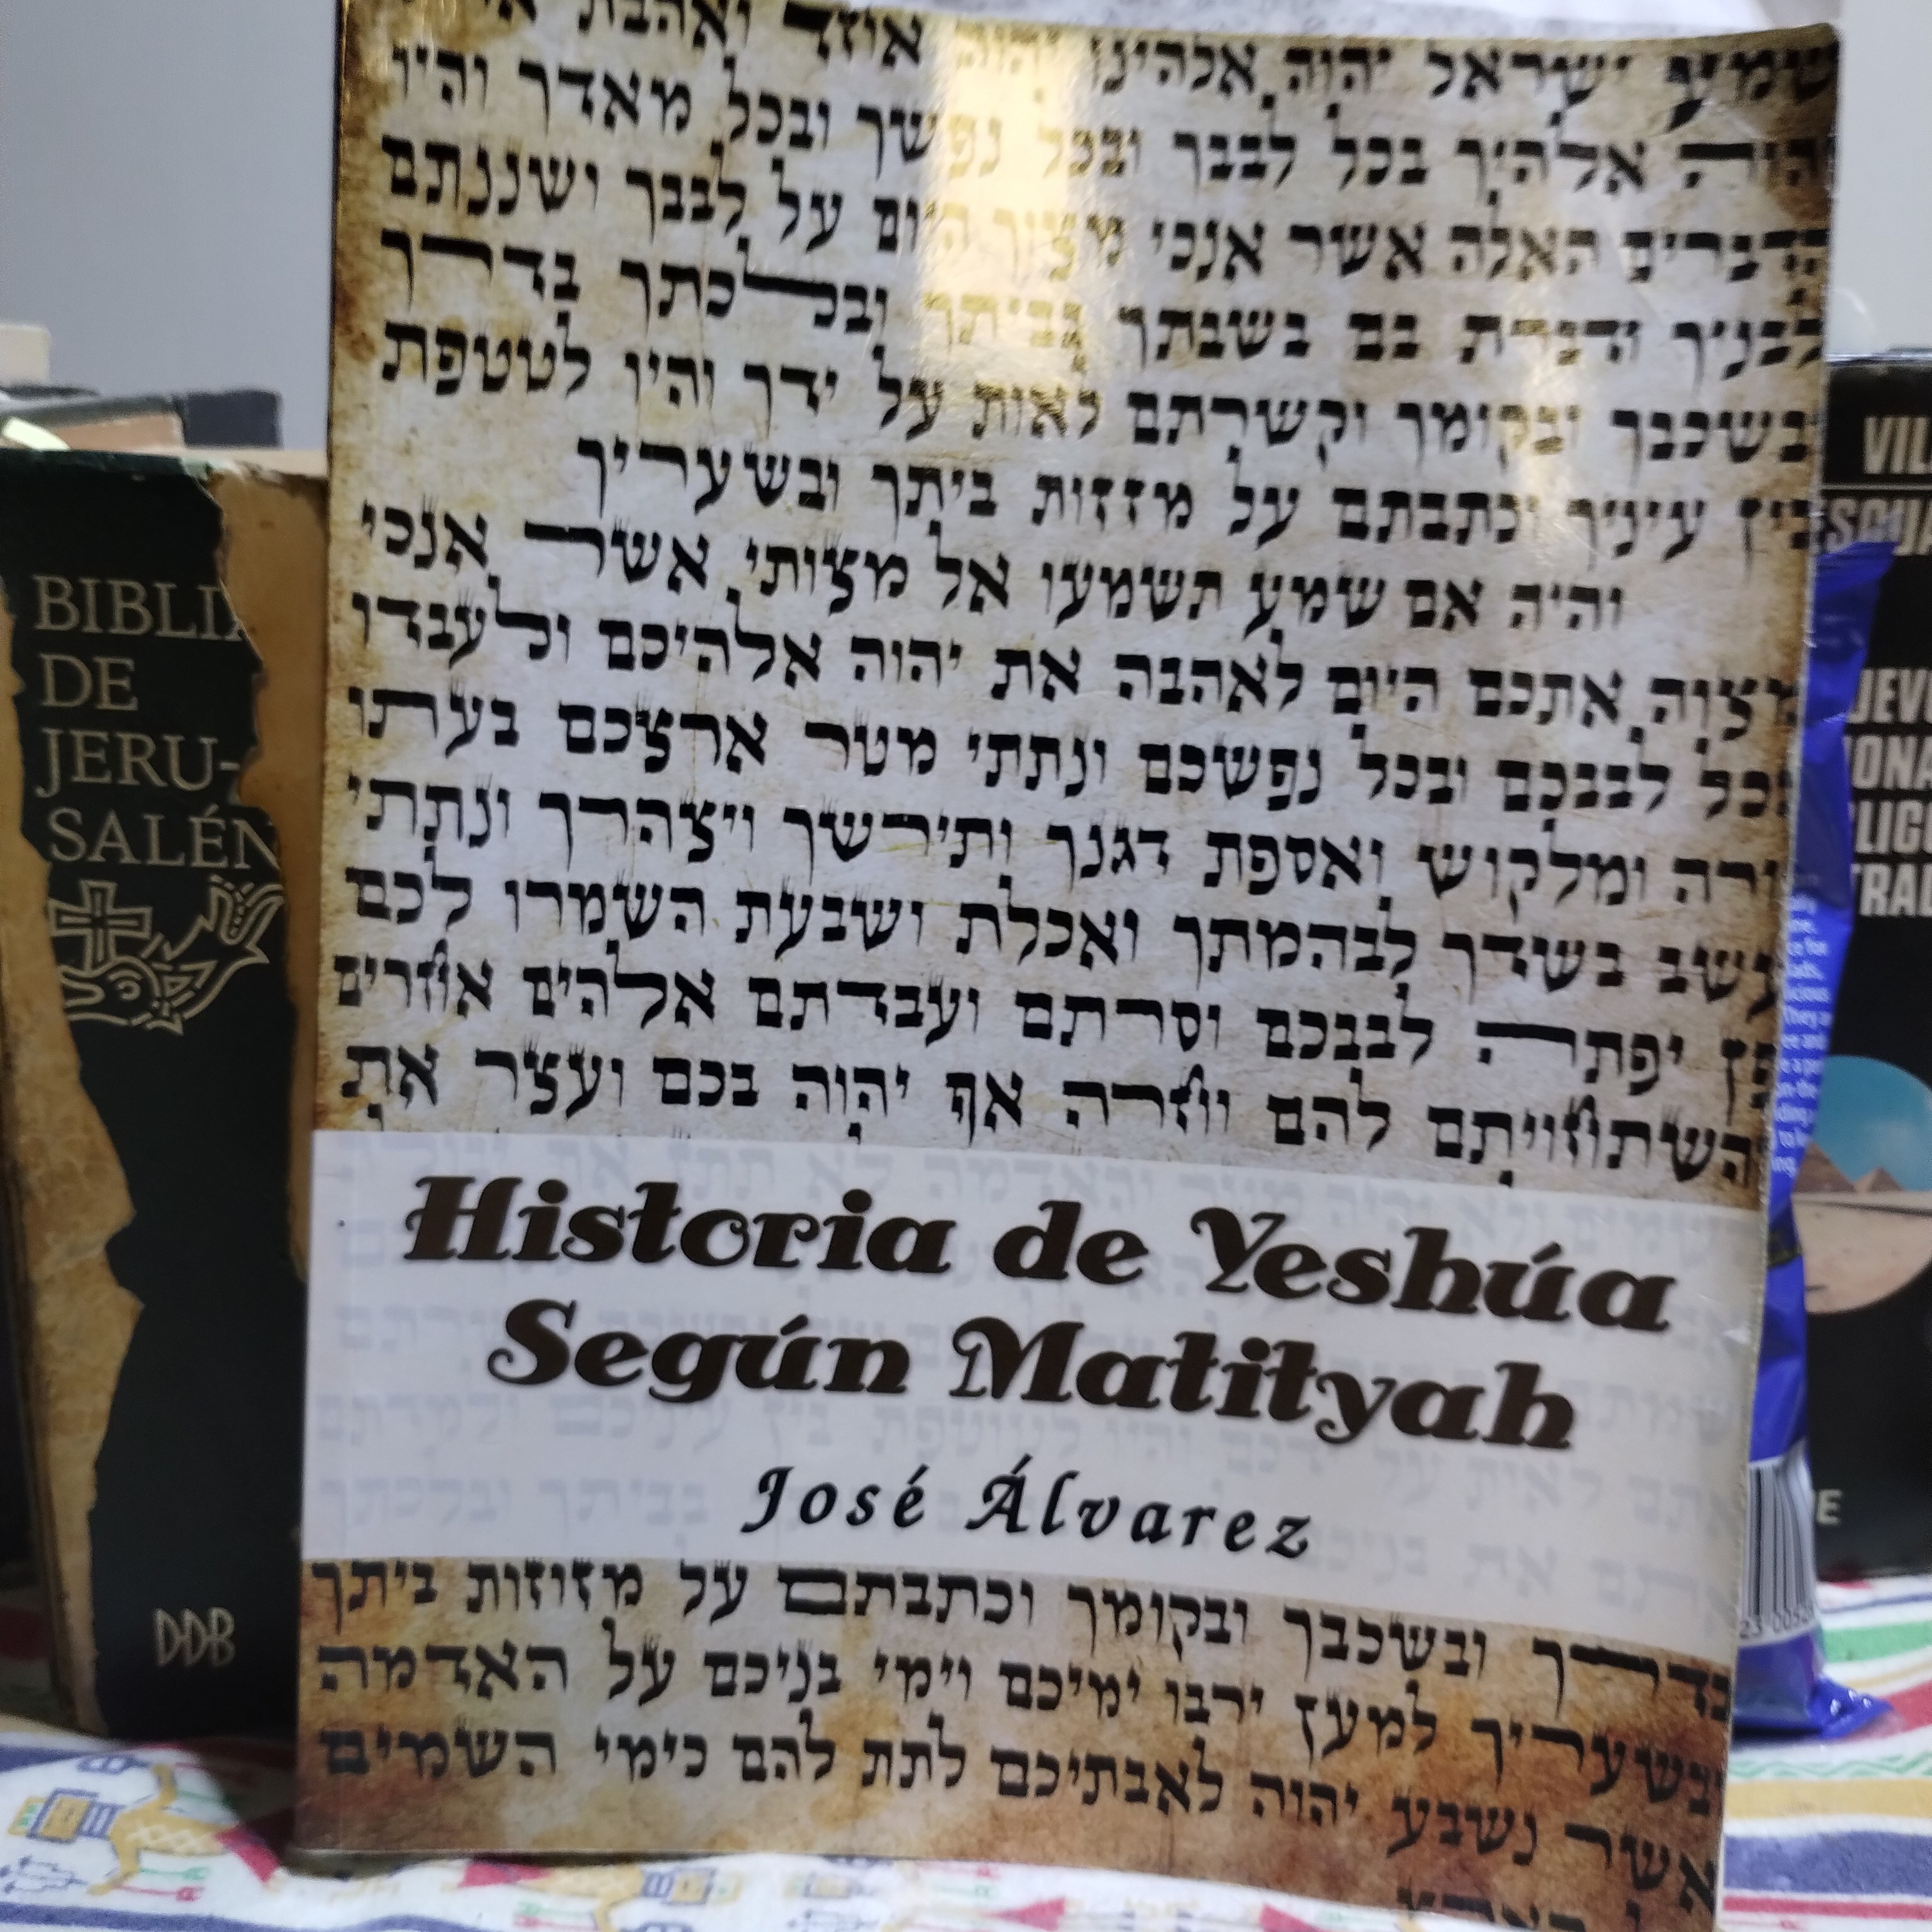 שמע ישראל יהוה אלהינו יהוה אחד ואהבת
יהוה אלהיך בכל לבבך ובכל נפשך ובכל מאדך והיו
הדברים האלה אשר אנכי מצוך היום על לבבך ושננתם
לבניך ודברת בם בשבתך בביתך ובלכתך בדרך
בשכבך ובקומך וקשרתם לאות על ידך והיו לטטפת
בין עיניך וכתבתם על מזזות ביתך ובשעריך
והיה אם שמע תשמעו אל מצותי אשר אנכי
מצוה אתכם היום לאהבה את יהוה אלהיכם ולעבדו
בכל לבבכם ובכל נפשכם ונתתי מטר ארצכם בעתו
יורה ומלקוש ואספת דגנך ותירשך ויצהרך ונתתי
עשב בשדך לבהמתך ואכלת ושבעת השמרו לכם
פן יפתה לבבכם וסרתם ועבדתם אלהים אחרים
והשתחויתם להם וחרה אף יהוה בכם ועצר את
Historia de Yeshúa
Según Matityah
José Álvarez
בדרך ובשכבך ובקומך וכתבתם על מזוזות ביתך
ובשעריך למען ירבו ימיכם וימי בניכם על האדמה
אשר נשבע יהוה לאבתיכם לתת להם כימי השמים
BIBLIA
DE
JERU-
SALÉN
DDB